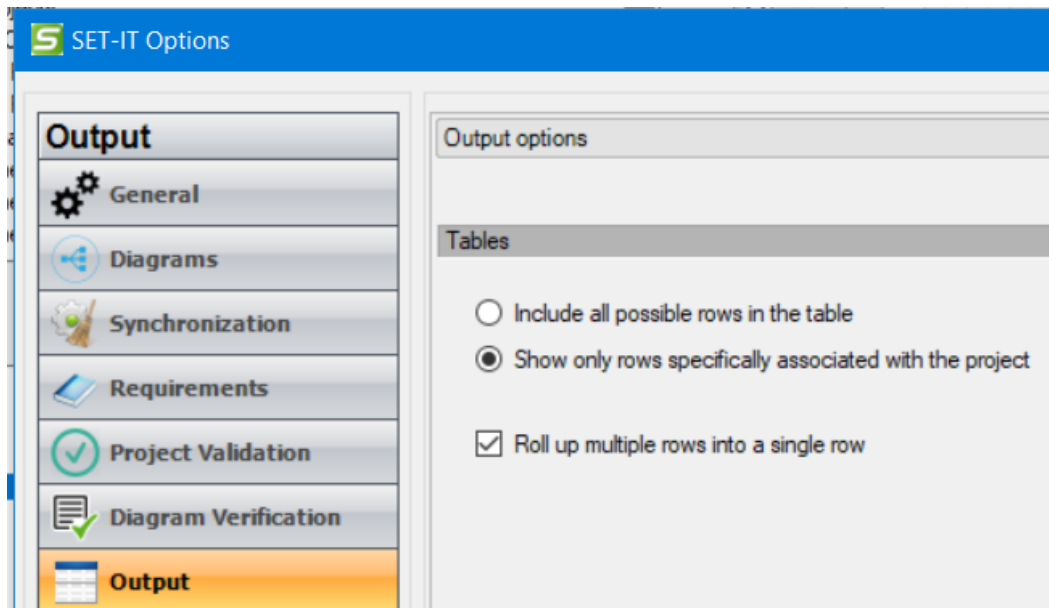 SET-IT Options
Output
General
Diagrams
Synchronization
Requirements
Project Validation
Diagram Verification
Output
Output options
Tables
Include all possible rows in the table
Show only rows specifically associated with the project
Roll up multiple rows into a single row